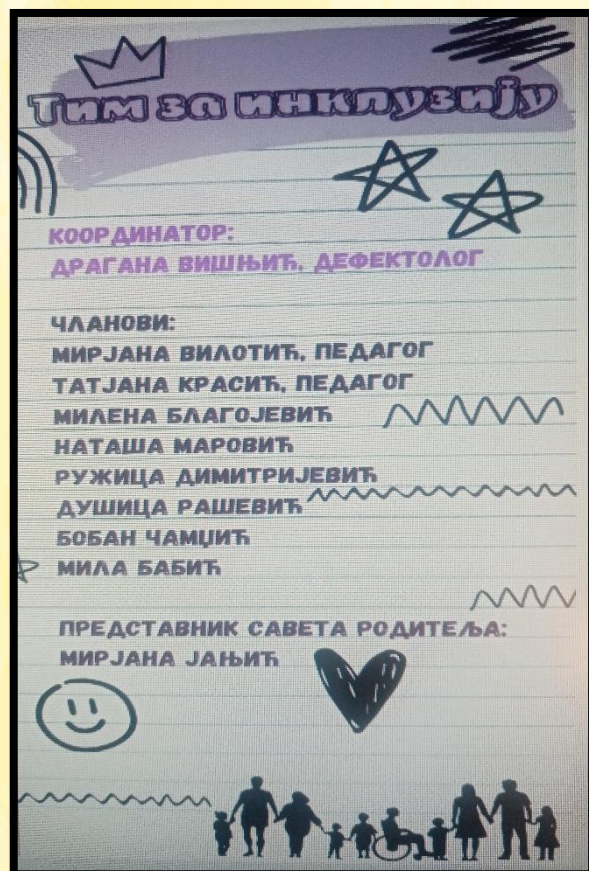 Тим за инклузију
КООРДИНАТОР:
ДРАГАНА ВИШЊИЋ, ДЕФЕКТОЛОГ
ЧЛАНОВИ:
МИРЈАНА ВИЛОТИЋ, ПЕДАГОГ
ТАТЈАНА КРАСИЋ, ПЕДАГОГ
МИЛЕНА БЛАГОЈЕВИЋ
НАТАША МАРОВИЋ
РУЖИЦА ДИМИТРИЈЕВИЋ
ДУШИЦА РАШЕВИЋ
БОБАН ЧАМЏИЋ
МИЛА БАБИЋ
ПРЕДСТАВНИК САВЕТА РОДИТЕЉА:
МИРЈАНА ЈАЊИЋ